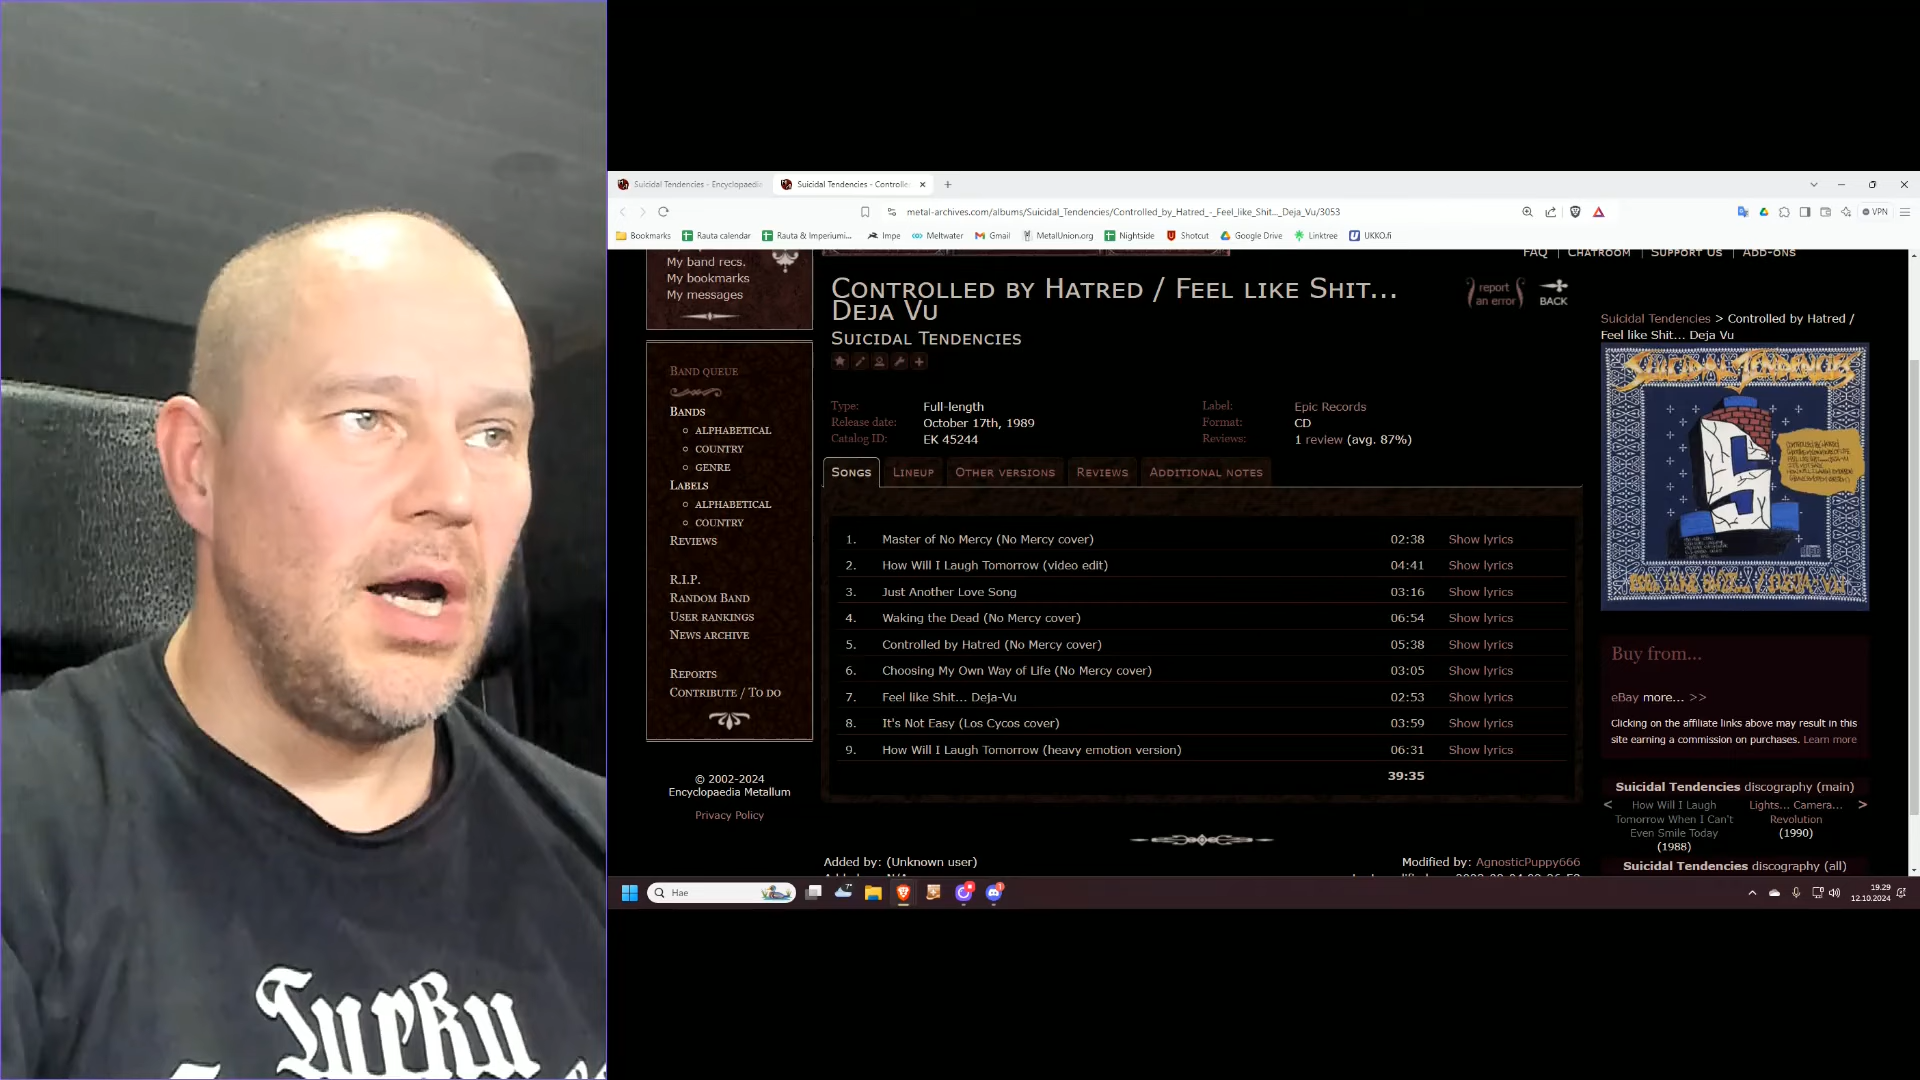 Turku
Suicidal Tendencies - Encyclopaedi
Suicidal Tendencies - Controlle
metal-archives.com/albums/Suicidal_Tendencies/Controlled_by_Hatred_-_Feel_like_Shit..._Deja_Vu/3053
VPN
Bookmarks Rauta calendar Rauta & Imperiumi... Impe Meltwater Gmail MetalUnion.org Nightside Shotcut Google Drive Linktree UKKO.fi
My band recs.
My bookmarks
My messages
Band queue
Bands
alphabetical
country
genre
Labels
alphabetical
country
Reviews
R.I.P.
Random Band
User rankings
News archive
Reports
Contribute / To do
© 2002-2024
Encyclopaedia Metallum
Privacy Policy
FAQ | Chatroom | Support Us | Add-ons
Controlled by Hatred / Feel like Shit...
Deja Vu
Suicidal Tendencies
report
an error
BACK
Type: Full-length
Release date: October 17th, 1989
Catalog ID: EK 45244
Label: Epic Records
Format: CD
Reviews: 1 review (avg. 87%)
Songs Lineup Other versions Reviews Additional notes
1. Master of No Mercy (No Mercy cover) 02:38 Show lyrics
2. How Will I Laugh Tomorrow (video edit) 04:41 Show lyrics
3. Just Another Love Song 03:16 Show lyrics
4. Waking the Dead (No Mercy cover) 06:54 Show lyrics
5. Controlled by Hatred (No Mercy cover) 05:38 Show lyrics
6. Choosing My Own Way of Life (No Mercy cover) 03:05 Show lyrics
7. Feel like Shit... Deja-Vu 02:53 Show lyrics
8. It's Not Easy (Los Cycos cover) 03:59 Show lyrics
9. How Will I Laugh Tomorrow (heavy emotion version) 06:31 Show lyrics
39:35
Added by: (Unknown user)
Modified by: AgnosticPuppy666
Suicidal Tendencies > Controlled by Hatred /
Feel like Shit... Deja Vu
Suicidal Tendencies
Buy from...
eBay more... >>
Clicking on the affiliate links above may result in this
site earning a commission on purchases. Learn more
Suicidal Tendencies discography (main)
< How Will I Laugh
Tomorrow When I Can't
Even Smile Today
(1988)
Lights... Camera... >
Revolution
(1990)
Suicidal Tendencies discography (all)
Hae
7°
19.29
12.10.2024